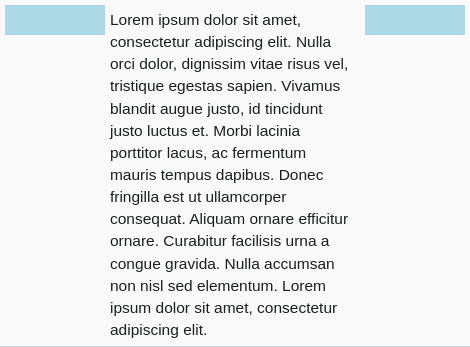 Lorem ipsum dolor sit amet,
consectetur adipiscing elit. Nulla
orci dolor, dignissim vitae risus vel,
tristique egestas sapien. Vivamus
blandit augue justo, id tincidunt
justo luctus et. Morbi lacinia
porttitor lacus, ac fermentum
mauris tempus dapibus. Donec
fringilla est ut ullamcorper
consequat. Aliquam ornare efficitur
ornare. Curabitur facilisis urna a
congue gravida. Nulla accumsan
non nisl sed elementum. Lorem
ipsum dolor sit amet, consectetur
adipiscing elit.